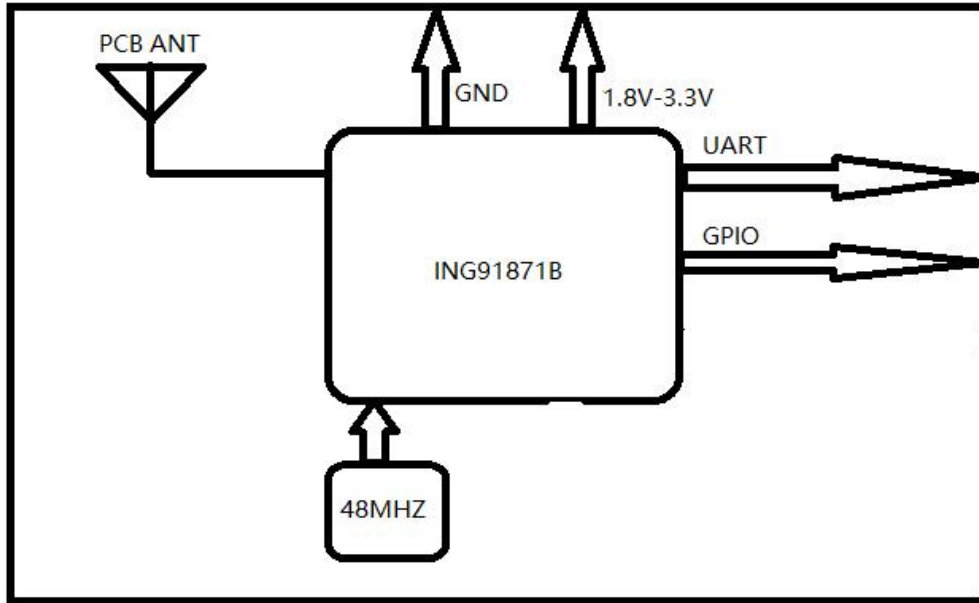 PCB ANT
GND
1.8V-3.3V
UART
GPIO
ING91871B
48MHZ